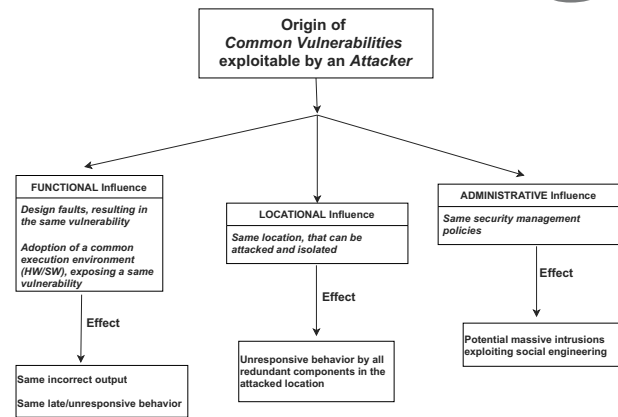 Origin of
Common Vulnerabilities
exploitable by an Attacker
FUNCTIONAL Influence
Design faults, resulting in
the same vulnerability
Adoption of a common
execution environment
(HW/SW), exposing a same
vulnerability
Effect
Same incorrect output
Same late/unresponsive behavior
LOCATIONAL Influence
Same location, that can be
attacked and isolated
Effect
Unresponsive behavior by all
redundant components in the
attacked location
ADMINISTRATIVE Influence
Same security management
policies
Effect
Potential massive intrusions
exploiting social engineering